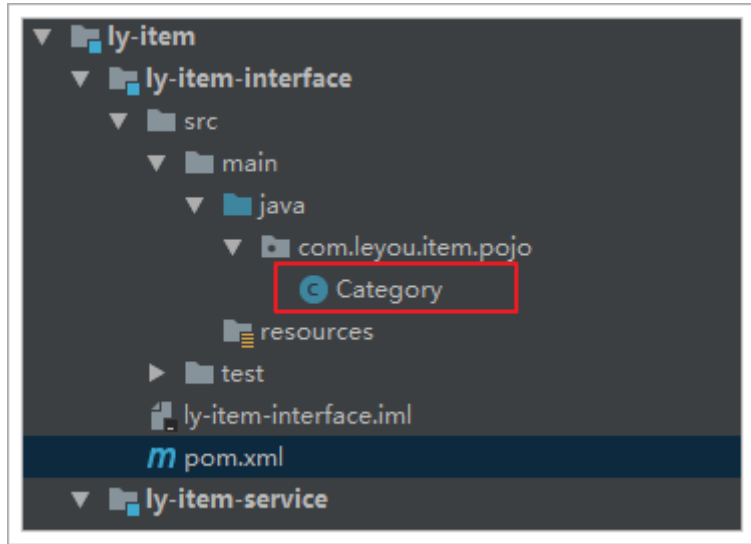 ly-item
ly-item-interface
src
main
java
com.leyou.item.pojo
C Category
resources
test
ly-item-interface.iml
m pom.xml
ly-item-service